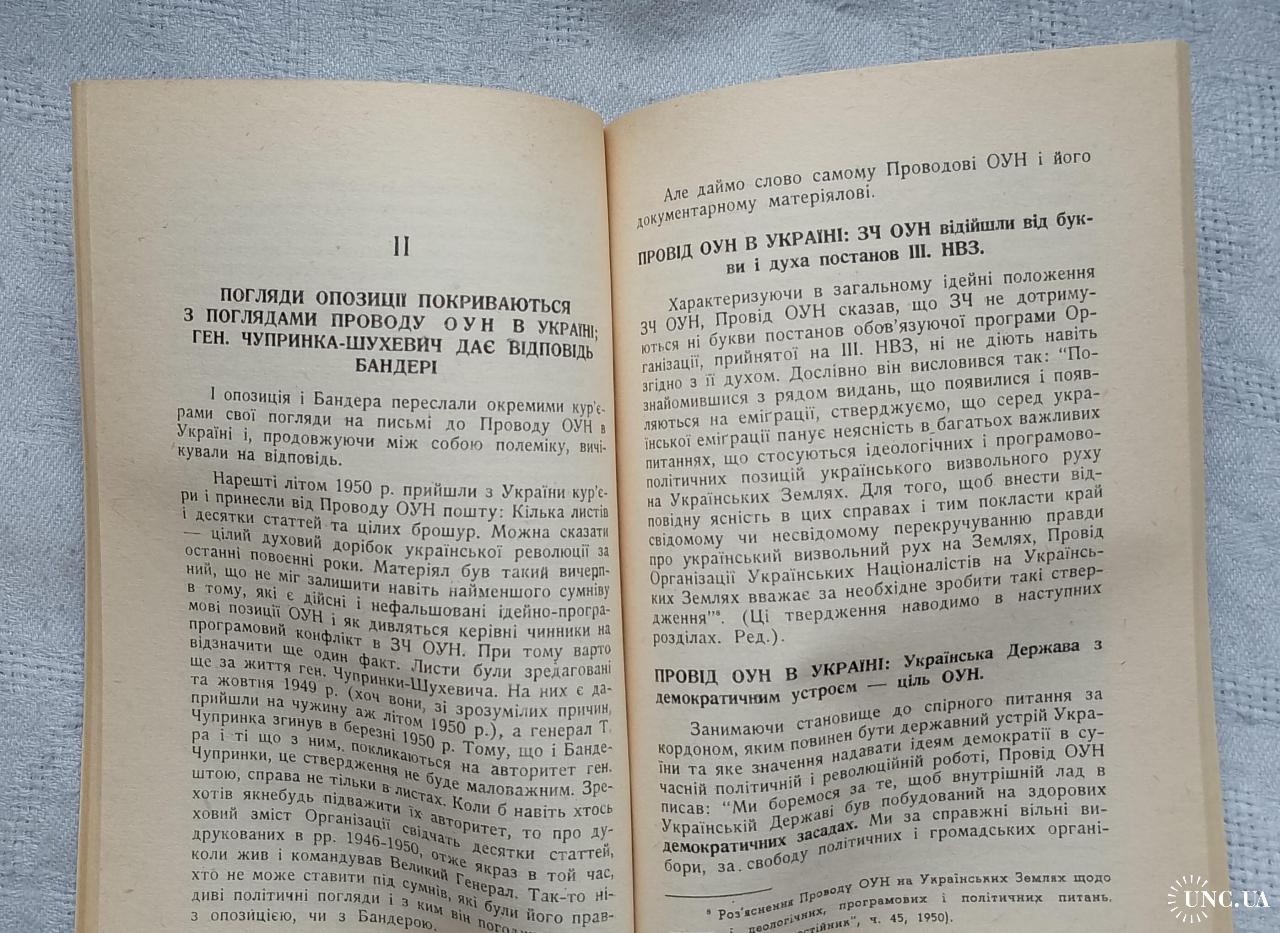 II
ПОГЛЯДИ ОПОЗИЦІЇ ПОКРИВАЮТЬСЯ
З ПОГЛЯДАМИ ПРОВОДУ ОУН В УКРАЇНІ;
ГЕН. ЧУПРИНКА-ШУХЕВИЧ ДАЄ ВІДПОВІДЬ
БАНДЕРІ
І опозиція і Бандера переслали окремими кур'є-
рами свої погляди на письмі до Проводу ОУН в
Україні і, продовжуючи між собою полеміку, вичі-
кували на відповідь.
Нарешті літом 1950 р. прийшли з України кур'є-
ри і принесли від Проводу ОУН пошту: Кілька листів
і десятки статтей та цілих брошур. Можна сказати
— цілий духовий дорібок української революції за
останні повоєнні роки. Матеріял був такий вичерп-
ний, що не міг залишити навіть найменшого сумніву
в тому, які є дійсні і нефальшовані ідейно-програ-
мові позиції ОУН і як дивляться керівні чинники на
програмовий конфлікт в ЗЧ ОУН. При тому варто
відзначити ще один факт. Листи були зредаговані
ще за життя ген. Чупринки-Шухевича. На них є да-
та жовтня 1949 р. (хоч вони, зі зрозумілих причин,
прийшли на чужину аж літом 1950 р.), а генерал Т.
Чупринка згинув в березні 1950 р. Тому, що і Банде-
ра і ті що з ним, покликаються на авторитет ген.
Чупринки, це ствердження не буде маловажним. Зре-
штою, справа не тільки в листах. Коли б навіть хтось
хотів якнебудь підважити їх авторитет, то про ду-
ховий зміст Організації свідчать десятки статтей,
друкованих в рр. 1946-1950, отже якраз в той час,
коли жив і командував Великий Генерал. Так-то ні-
хто не може ставити під сумнів, які були його прав-
диві політичні погляди і з ким він
з опозицією, чи з Бандерою.
Але даймо слово самому Проводові ОУН і його
документарному матеріялові.
ПРОВІД ОУН В УКРАЇНІ: ЗЧ ОУН відійшли від бук-
ви і духа постанов III. НВЗ.
Характеризуючи в загальному ідейні положення
ЗЧ ОУН, Провід ОУН сказав, що ЗЧ не дотриму-
ються ні букви постанов обов'язуючої програми Ор-
ганізації, прийнятої на III. НВЗ, ні не діють навіть
згідно з її духом. Дослівно він висловився так: "По-
знайомившися з рядом видань, що появилися і появ-
ляються на еміґрації, стверджуємо, що серед укра-
їнської еміґрації панує неясність в багатьох важливих
питаннях, що стосуються ідеологічних і програмово-
політичних позицій українського визвольного руху
на Українських Землях. Для того, щоб внести від-
повідну ясність в цих справах і тим покласти край
свідомому чи несвідомому перекручуванню правди
про український визвольний рух на Землях, Провід
Організації Українських Націоналістів на Українсь-
ких Землях вважає за необхідне зробити такі ствер-
дження"⁸. (Ці твердження наводимо в наступних
розділах. Ред.).
ПРОВІД ОУН В УКРАЇНІ: Українська Держава з
демократичним устроєм — ціль ОУН.
Занимаючи становище до спірного питання за
кордоном, яким повинен бути державний устрій Укра-
їни та яке значення надавати ідеям демократії в су-
часній політичній і революційній роботі, Провід ОУН
писав: "Ми боремося за те, щоб внутрішній лад в
Українській Державі був побудований на здорових
демократичних засадах. Ми за справжні вільні ви-
бори, за свободу політичних і громадських органі-
⁸ Роз'яснення Проводу ОУН на Українських Землях щодо
ідеологічних, програмових і політичних питань,
ч. 45, 1950).
UNC.UA